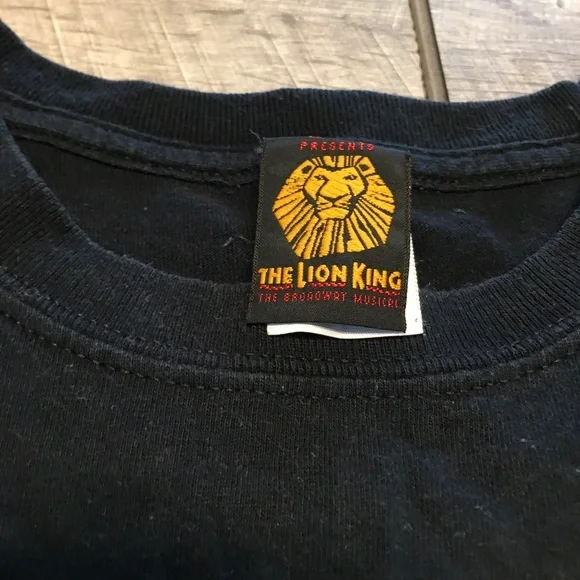 PRESENTS
THE LION KING
THE BROADWAY MUSICAL